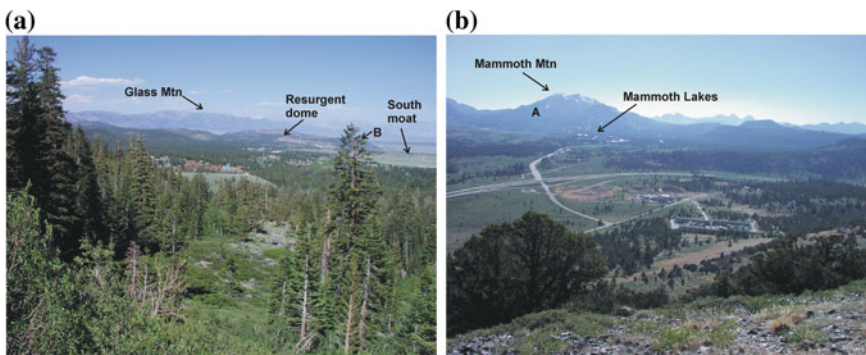 (a)
Glass Mtn
Resurgent
dome
B
South
moat
(b)
Mammoth Mtn
Mammoth Lakes
A